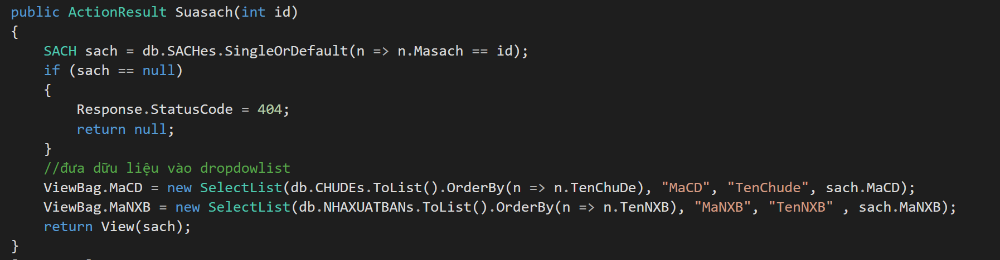 public ActionResult Suasach(int id)
{
    SACH sach = db.SACHes.SingleOrDefault(n => n.Masach == id);
    if (sach == null)
    {
        Response.StatusCode = 404;
        return null;
    }
    //đưa dữu liệu vào dropdowlist
    ViewBag.MaCD = new SelectList(db.CHUDEs.ToList().OrderBy(n => n.TenChuDe), "MaCD", "TenChude", sach.MaCD);
    ViewBag.MaNXB = new SelectList(db.NHAXUATBANs.ToList().OrderBy(n => n.TenNXB), "MaNXB", "TenNXB" , sach.MaNXB);
    return View(sach);
}